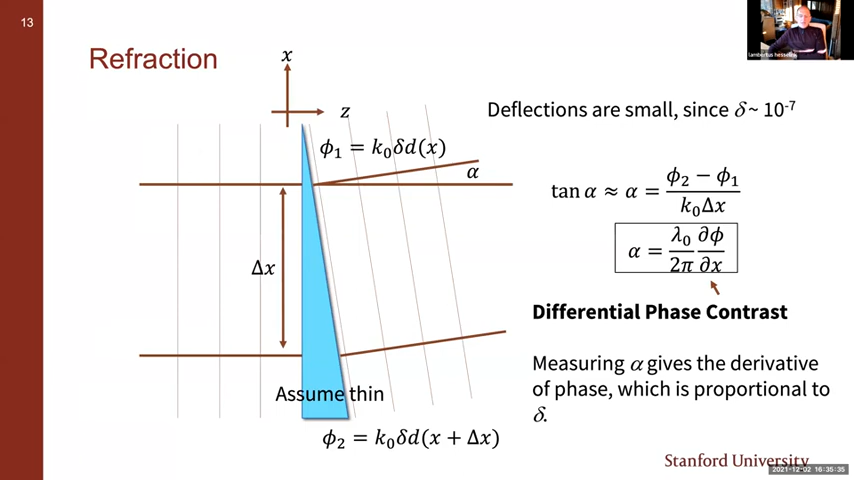 13
lambertus hesselink
Refraction
x
z
Deflections are small, since δ ~ 10⁻⁷
ϕ₁ = k₀δd(x)
α
tan α ≈ α = (ϕ₂ − ϕ₁) / (k₀Δx)
α = (λ₀ / 2π) (∂ϕ / ∂x)
Δx
Differential Phase Contrast
Measuring α gives the derivative
of phase, which is proportional to
δ.
Assume thin
ϕ₂ = k₀δd(x + Δx)
Stanford University
2021-12-02 16:35:35